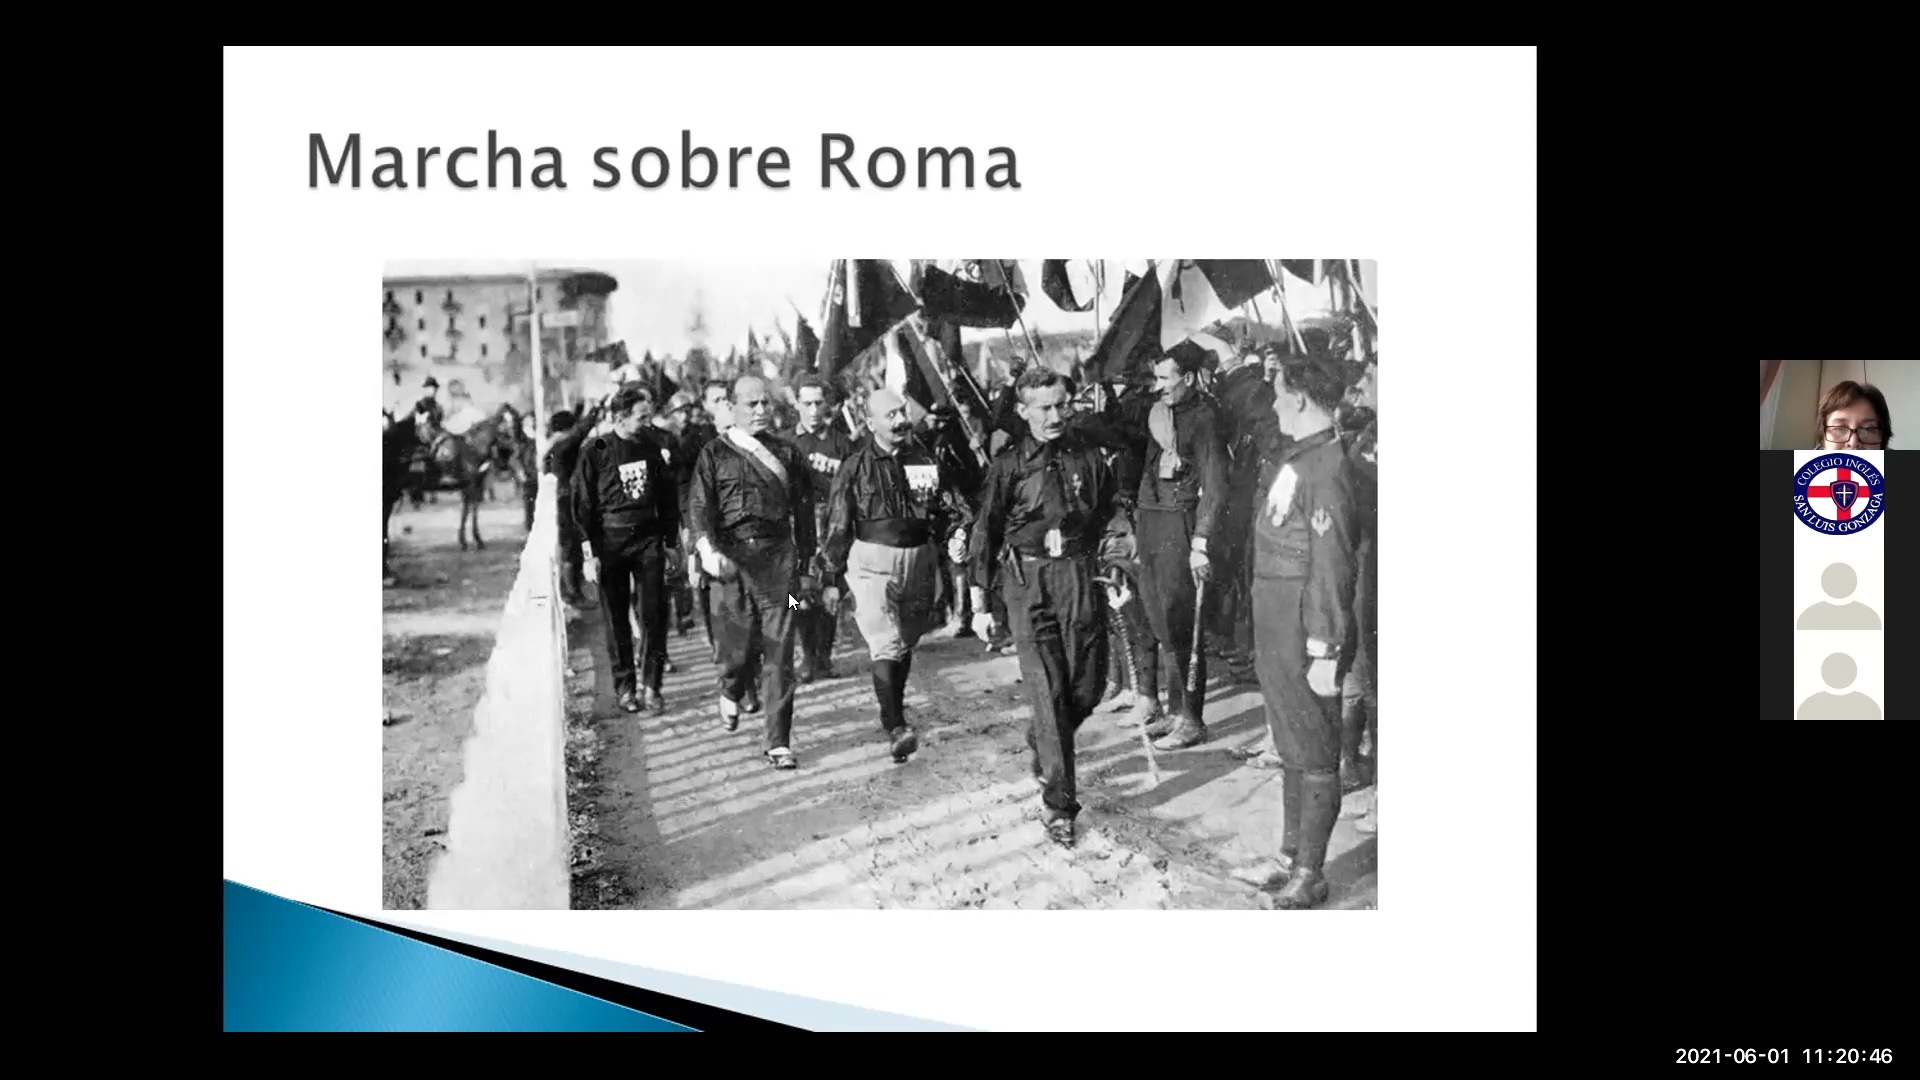 Marcha sobre Roma
COLEGIO INGLÉS
SAN LUIS GONZAGA
2021-06-01 11:20:46